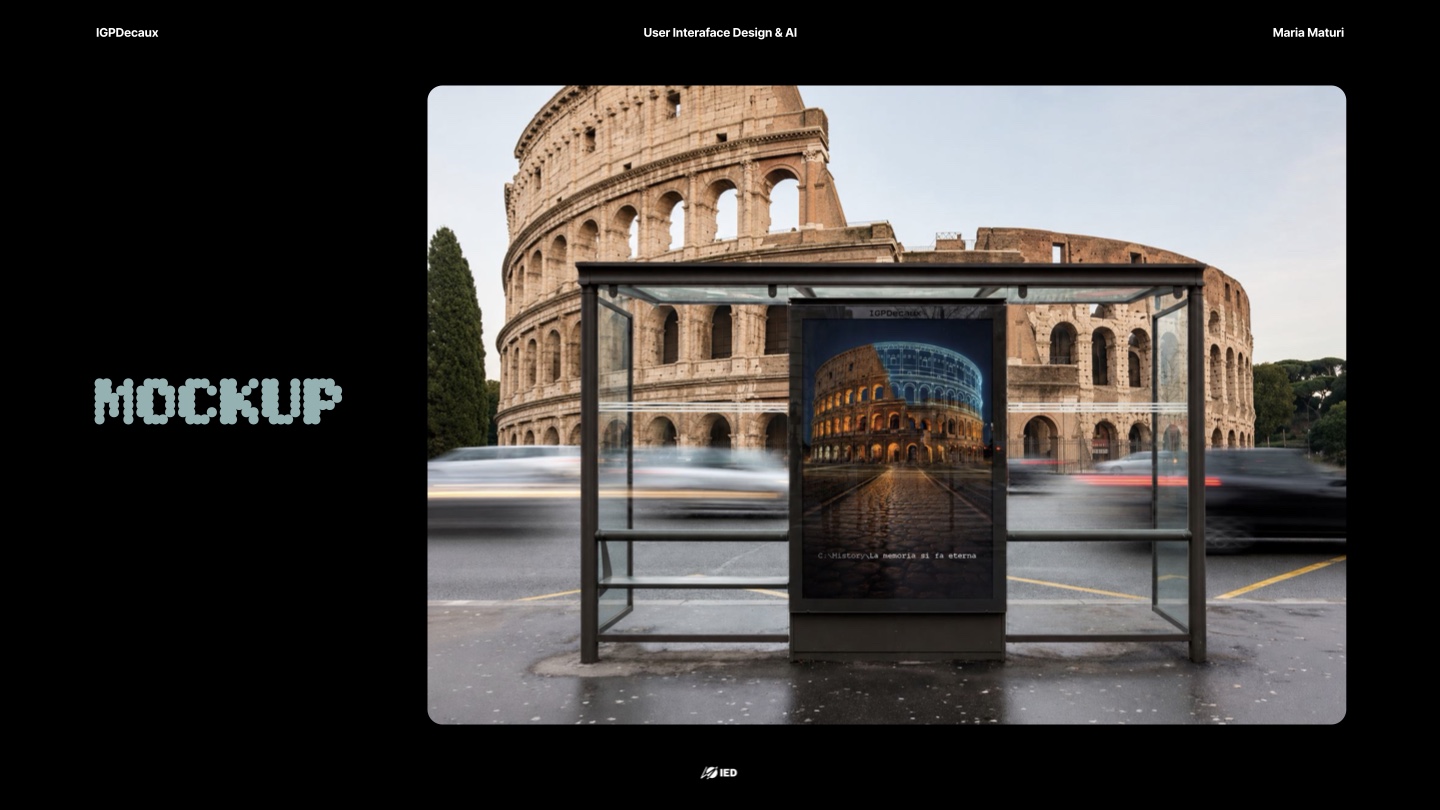 IGPDecaux
User Interaface Design & AI
Maria Maturi
MOCKUP
IGPDecaux
C:\History\La memoria si fa eterna
IED